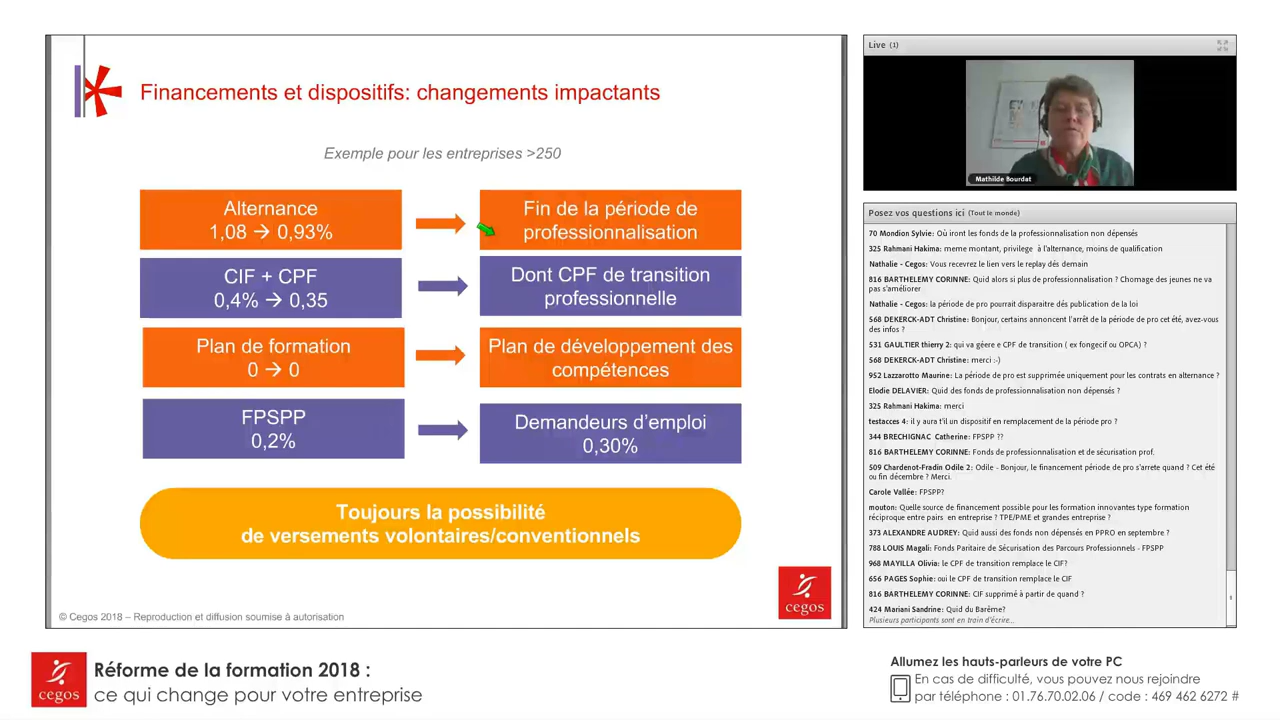 Financements et dispositifs: changements impactants
Exemple pour les entreprises >250
Alternance
1,08 → 0,93%
Fin de la période de
professionnalisation
CIF + CPF
0,4% → 0,35
Dont CPF de transition
professionnelle
Plan de formation
0 → 0
Plan de développement des
compétences
FPSPP
0,2%
Demandeurs d'emploi
0,30%
Toujours la possibilité
de versements volontaires/conventionnels
cegos
© Cegos 2018 – Reproduction et diffusion soumise à autorisation
Live (1)
Mathilde Bourdat
Posez vos questions ici (Tout le monde)
70 Mondion Sylvie: Où iront les fonds de la professionnalisation non dépensés
325 Rahmani Hakima: meme montant, privilege à l'alternance, moins de qualification
Nathalie - Cegos: Vous recevrez le lien vers le replay dés demain
816 BARTHELEMY CORINNE: Quid alors si plus de professionalisation ? Chomage des jeunes ne va
pas s'améliorer
Nathalie - Cegos: la période de pro pourrait disparaitre dés publication de la loi
568 DEKERCK-ADT Christine: Bonjour, certains annoncent l'arrêt de la période de pro cet été, avez-vous
des infos ?
531 GAULTIER thierry 2: qui va géere e CPF de transition ( ex fongecif ou OPCA) ?
568 DEKERCK-ADT Christine: merci :-)
952 Lazzarotto Maurine: La période de pro est supprimée uniquement pour les contrats en alternance ?
Elodie DELAVIER: Quid des fonds de professionnalisation non dépensés ?
325 Rahmani Hakima: merci
testacces 4: il y aura t'il un dispositif en remplacement de la période pro ?
344 BRECHIGNAC Catherine: FPSPP ??
816 BARTHELEMY CORINNE: Fonds de professionnalisation et de sécurisation prof.
509 Chardenot-Fradin Odile 2: Odile - Bonjour, le financement période de pro s'arrete quand ? Cet été
ou fin décembre ? Merci.
Carole Vallée: FPSPP?
mouton: Quelle source de financement possible pour les formation innovantes type formation
réciproque entre pairs en entreprise ? TPE/PME et grandes entreprise ?
373 ALEXANDRE AUDREY: Quid aussi des fonds non dépensés en PPRO en septembre ?
788 LOUIS Magali: Fonds Paritaire de Sécurisation des Parcours Professionnels - FPSPP
968 MAYILLA Olivia: le CPF de transition remplace le CIF?
656 PAGES Sophie: oui le CPF de transition remplace le CIF
816 BARTHELEMY CORINNE: CIF supprimé à partir de quand ?
424 Mariani Sandrine: Quid du Barême?
Plusieurs participants sont en train d'écrire...
cegos
Réforme de la formation 2018 :
ce qui change pour votre entreprise
Allumez les hauts-parleurs de votre PC
En cas de difficulté, vous pouvez nous rejoindre
par téléphone : 01.76.70.02.06 / code : 469 462 6272 #